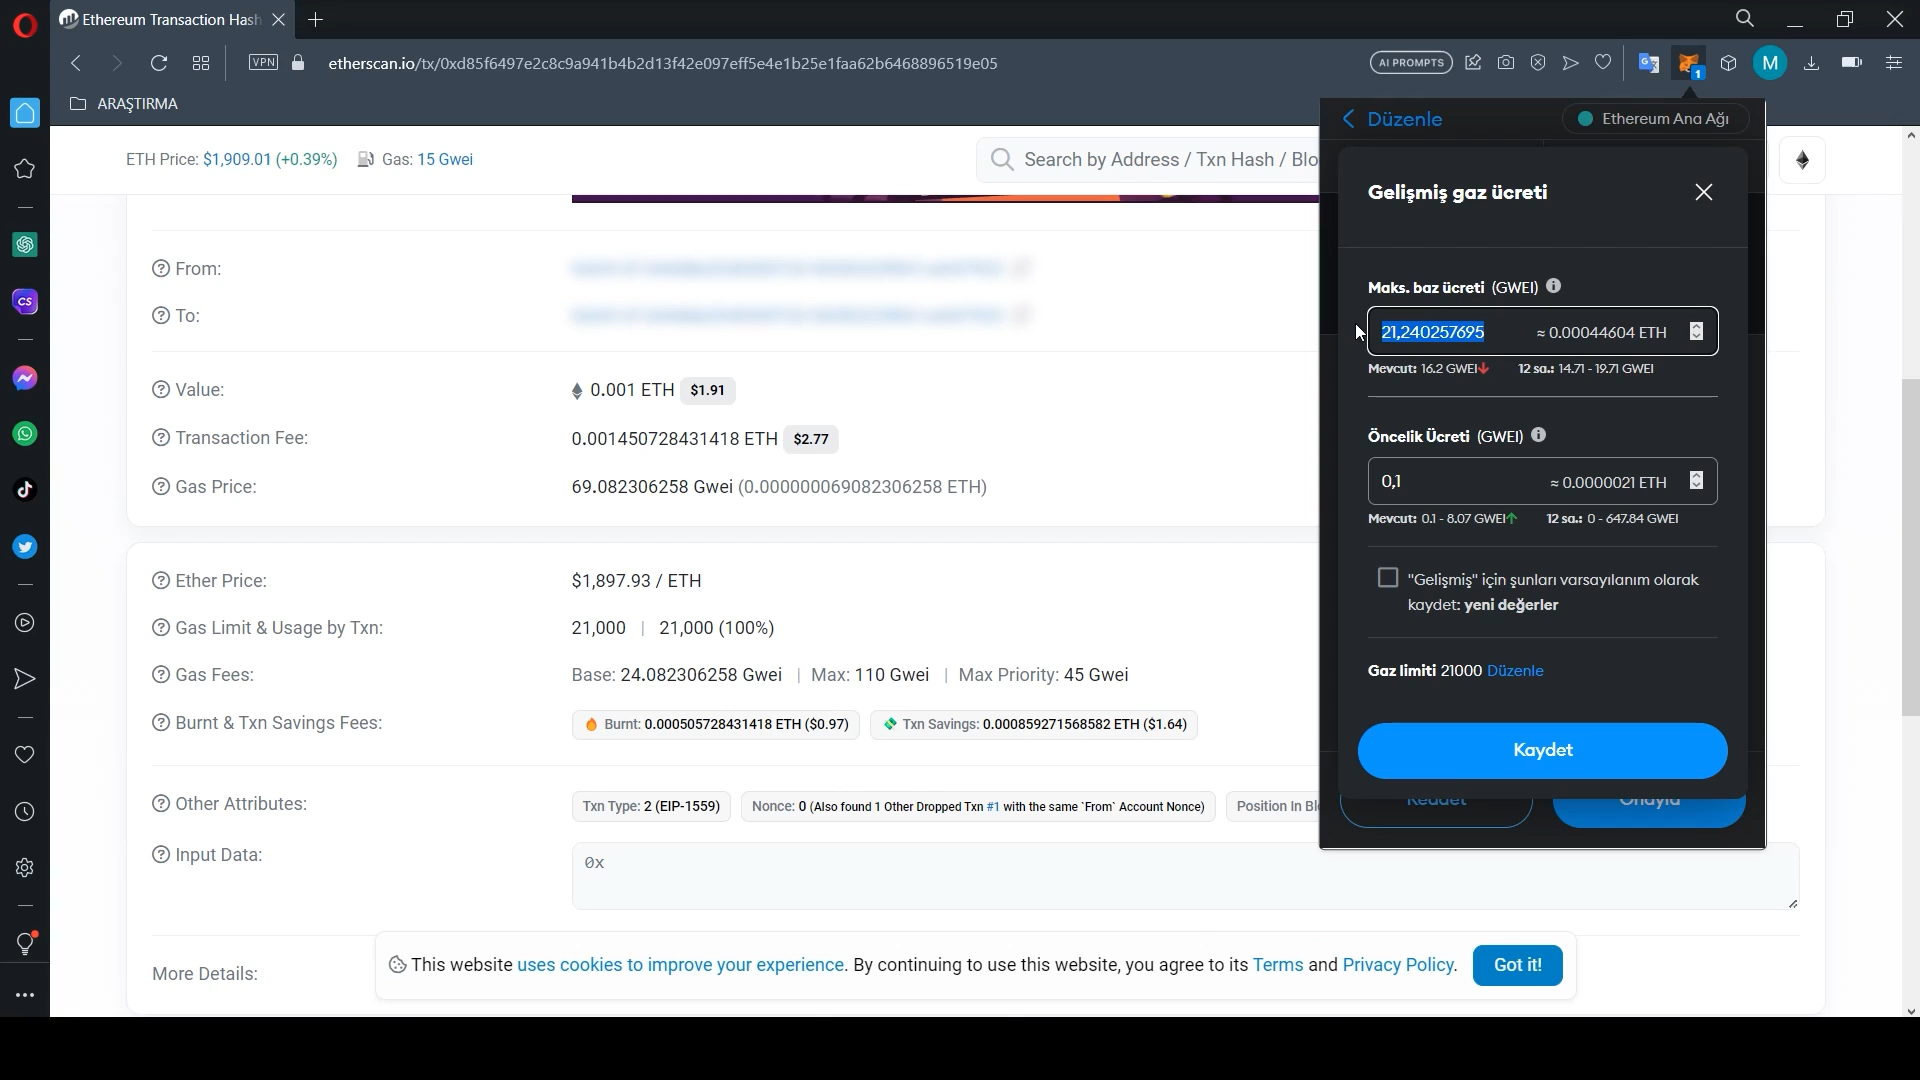 Ethereum Transaction Hash
VPN
etherscan.io/tx/0xd85f6497e2c8c9a941b4b2d13f42e097eff5e4e1b25e1faa62b6468896519e05
AI PROMPTS
1
M
ARAŞTIRMA
ETH Price: $1,909.01 (+0.39%) Gas: 15 Gwei
Search by Address / Txn Hash / Blo
From:
To:
Value:
0.001 ETH $1.91
Transaction Fee:
0.001450728431418 ETH $2.77
Gas Price:
69.082306258 Gwei (0.000000069082306258 ETH)
Ether Price:
$1,897.93 / ETH
Gas Limit & Usage by Txn:
21,000 | 21,000 (100%)
Gas Fees:
Base: 24.082306258 Gwei | Max: 110 Gwei | Max Priority: 45 Gwei
Burnt & Txn Savings Fees:
Burnt: 0.000505728431418 ETH ($0.97) Txn Savings: 0.000859271568582 ETH ($1.64)
Other Attributes:
Txn Type: 2 (EIP-1559) Nonce: 0 (Also found 1 Other Dropped Txn #1 with the same `From` Account Nonce) Position In Bl
Input Data:
0x
More Details:
This website uses cookies to improve your experience. By continuing to use this website, you agree to its Terms and Privacy Policy.
Got it!
CS
Düzenle
Ethereum Ana Ağı
Gelişmiş gaz ücreti
Maks. baz ücreti (GWEI)
21,240257695 ≈ 0.00044604 ETH
Mevcut: 16.2 GWEI↓ 12 sa.: 14.71 - 19.71 GWEI
Öncelik Ücreti (GWEI)
0,1 ≈ 0.0000021 ETH
Mevcut: 0.1 - 8.07 GWEI↑ 12 sa.: 0 - 647.84 GWEI
"Gelişmiş" için şunları varsayılanım olarak
kaydet: yeni değerler
Gaz limiti 21000 Düzenle
Kaydet
Reddet
Onayla